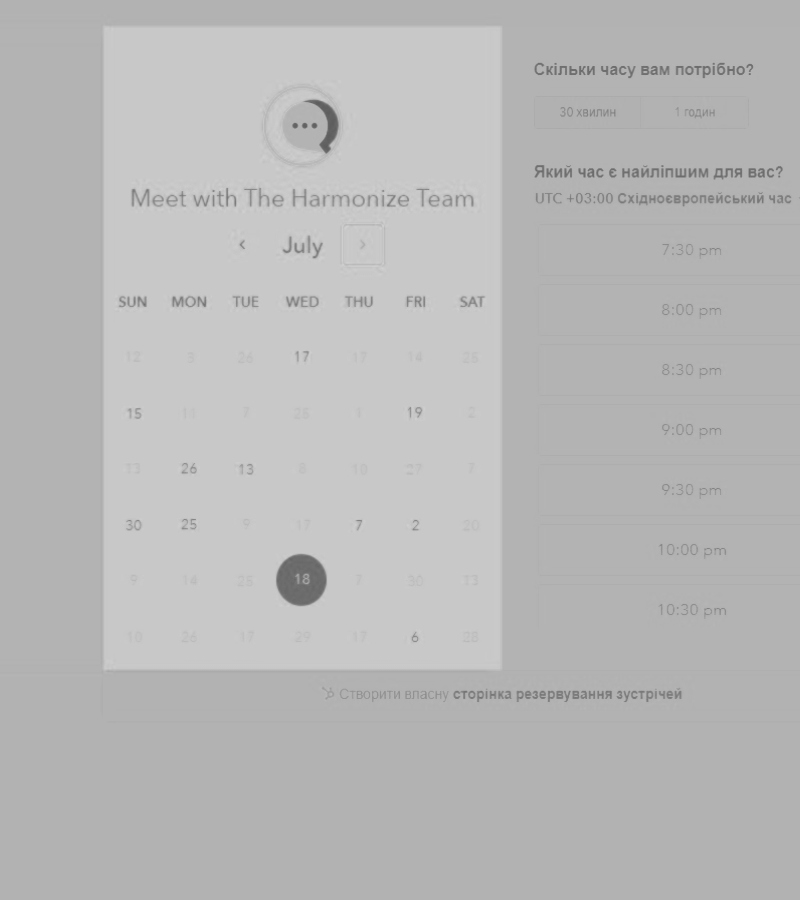 Meet with The Harmonize Team
July
SUN MON TUE WED THU FRI SAT
12 3 26 17 17 14 25
15 11 7 25 1 19 2
13 26 13 8 10 27 7
30 25 9 17 7 2 20
9 14 25 18 7 30 13
10 26 17 29 17 6 28
Скільки часу вам потрібно?
30 хвилин 1 годин
Який час є найліпшим для вас?
UTC +03:00 Східноєвропейський час
7:30 pm
8:00 pm
8:30 pm
9:00 pm
9:30 pm
10:00 pm
10:30 pm
Створити власну сторінка резервування зустрічей